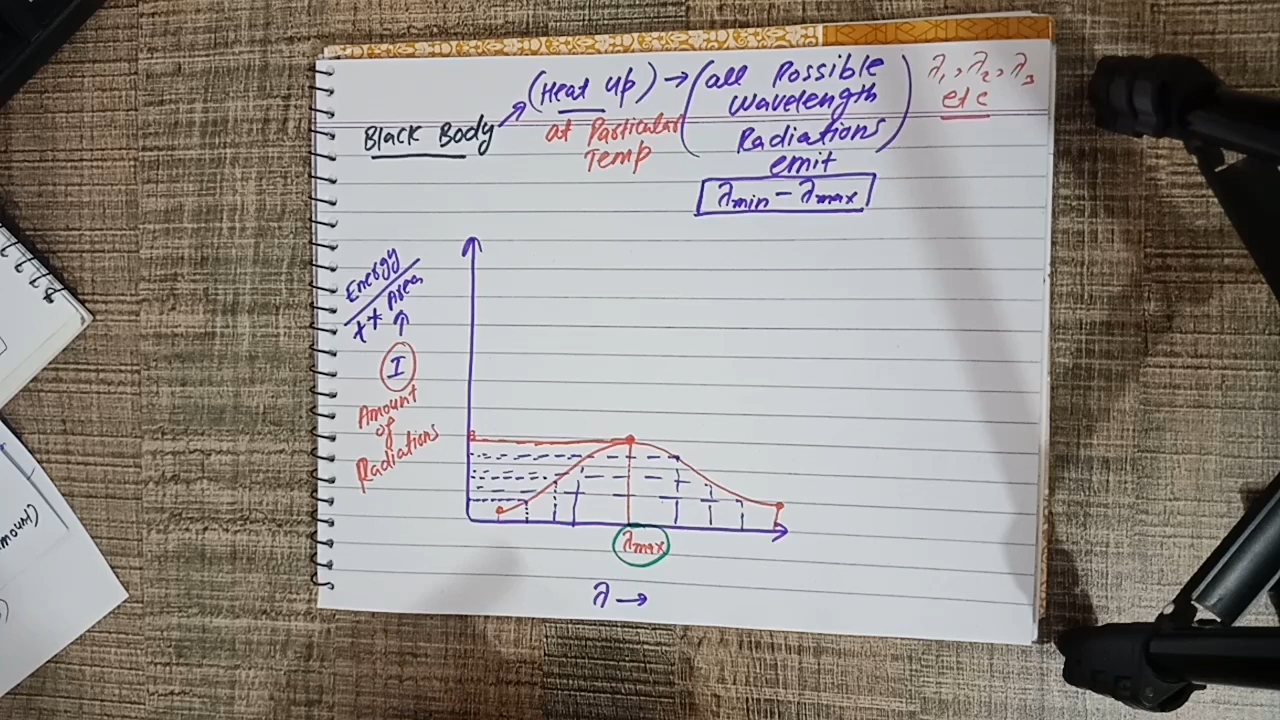 Black Body
(Heat up) →
at Particular
Temp
(all Possible
Wavelength
Radiations)
emit
λmin - λmax
λ1, λ2, λ3
etc
Energy
t * Area
I
Amount
of
Radiations
λmax
λ →
mount)